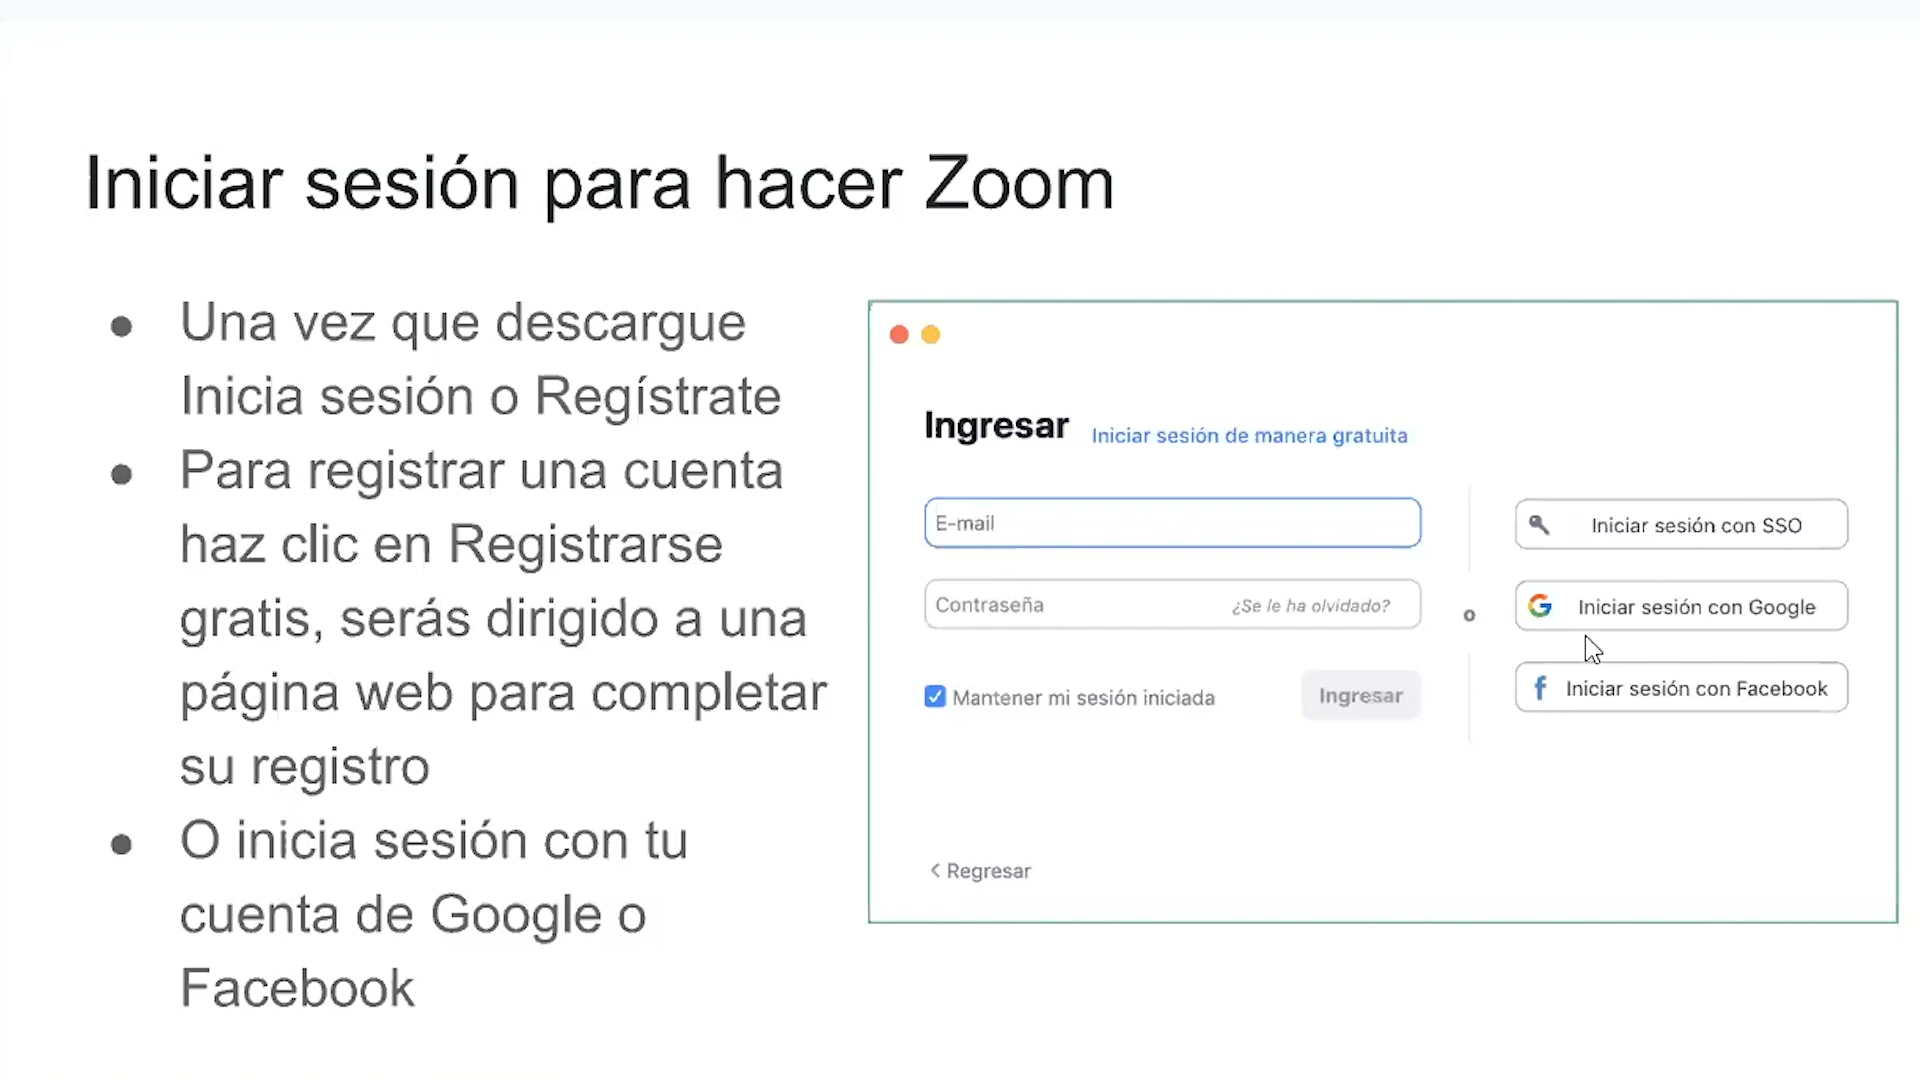 Iniciar sesión para hacer Zoom
● Una vez que descargue
Inicia sesión o Regístrate
● Para registrar una cuenta
haz clic en Registrarse
gratis, serás dirigido a una
página web para completar
su registro
● O inicia sesión con tu
cuenta de Google o
Facebook
Ingresar Iniciar sesión de manera gratuita
E-mail
Contraseña ¿Se le ha olvidado?
Mantener mi sesión iniciada Ingresar
o
Iniciar sesión con SSO
Iniciar sesión con Google
Iniciar sesión con Facebook
< Regresar